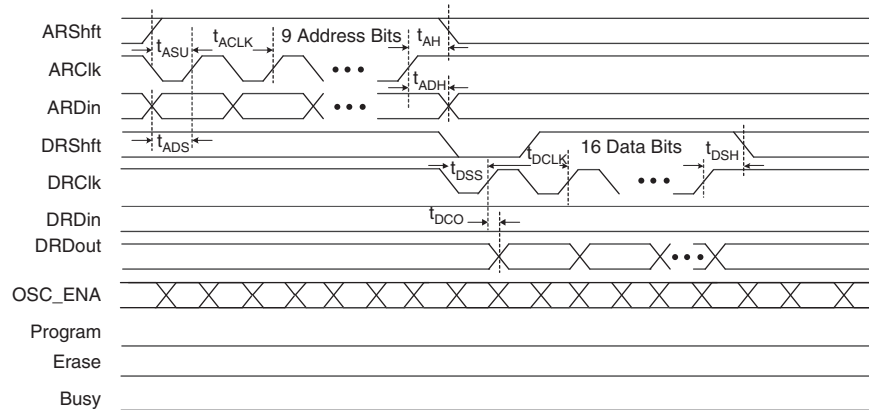 ARShft
tASU
tACLK
9 Address Bits
tAH
ARClk
tADH
ARDin
tADS
DRShft
16 Data Bits
tDSS
tDCLK
tDSH
DRClk
DRDin
tDCO
DRDout
OSC_ENA
Program
Erase
Busy